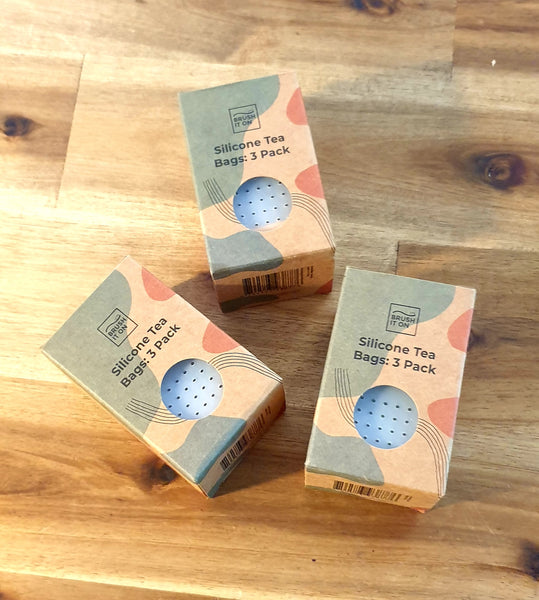 BRUSH
IT ON
Silicone Tea
Bags: 3 Pack
BRUSH
IT ON
Silicone Tea
Bags: 3 Pack
BRUSH
IT ON
Silicone Tea
Bags: 3 Pack